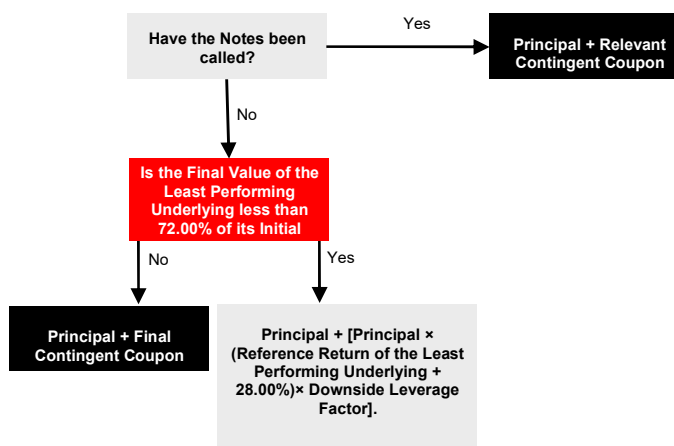 Have the Notes been
called?
Yes
Principal + Relevant
Contingent Coupon
No
Is the Final Value of the
Least Performing
Underlying less than
72.00% of its Initial
No
Yes
Principal + Final
Contingent Coupon
Principal + [Principal ×
(Reference Return of the Least
Performing Underlying +
28.00%)× Downside Leverage
Factor].